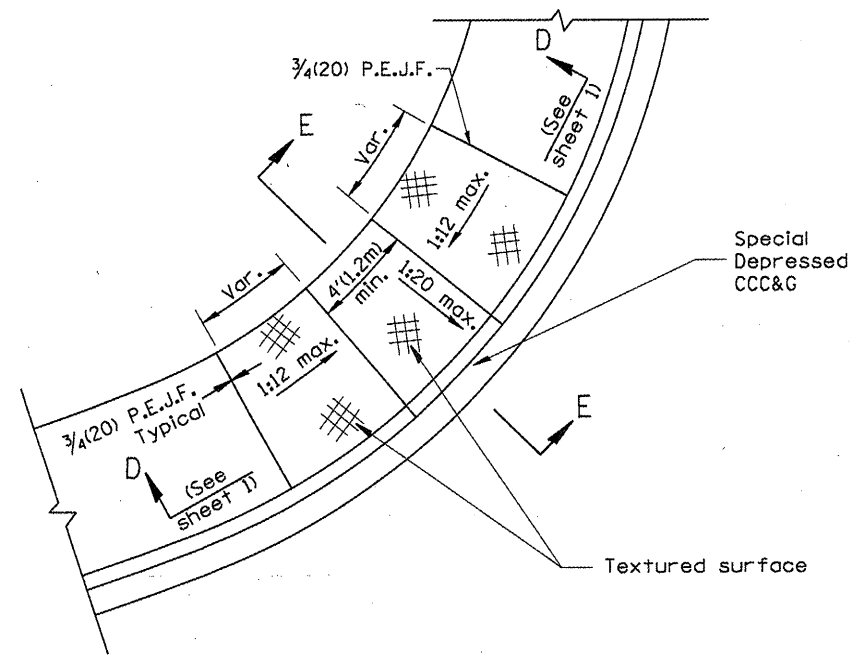 D
¾(20) P.E.J.F.
(See
sheet 1)
E
Var.
1:12 max.
Special
Depressed
CCC&G
4'(1.2m)
min.
1:20 max.
Var.
1:12 max.
¾(20) P.E.J.F.
Typical
E
D
(See
sheet 1)
Textured surface